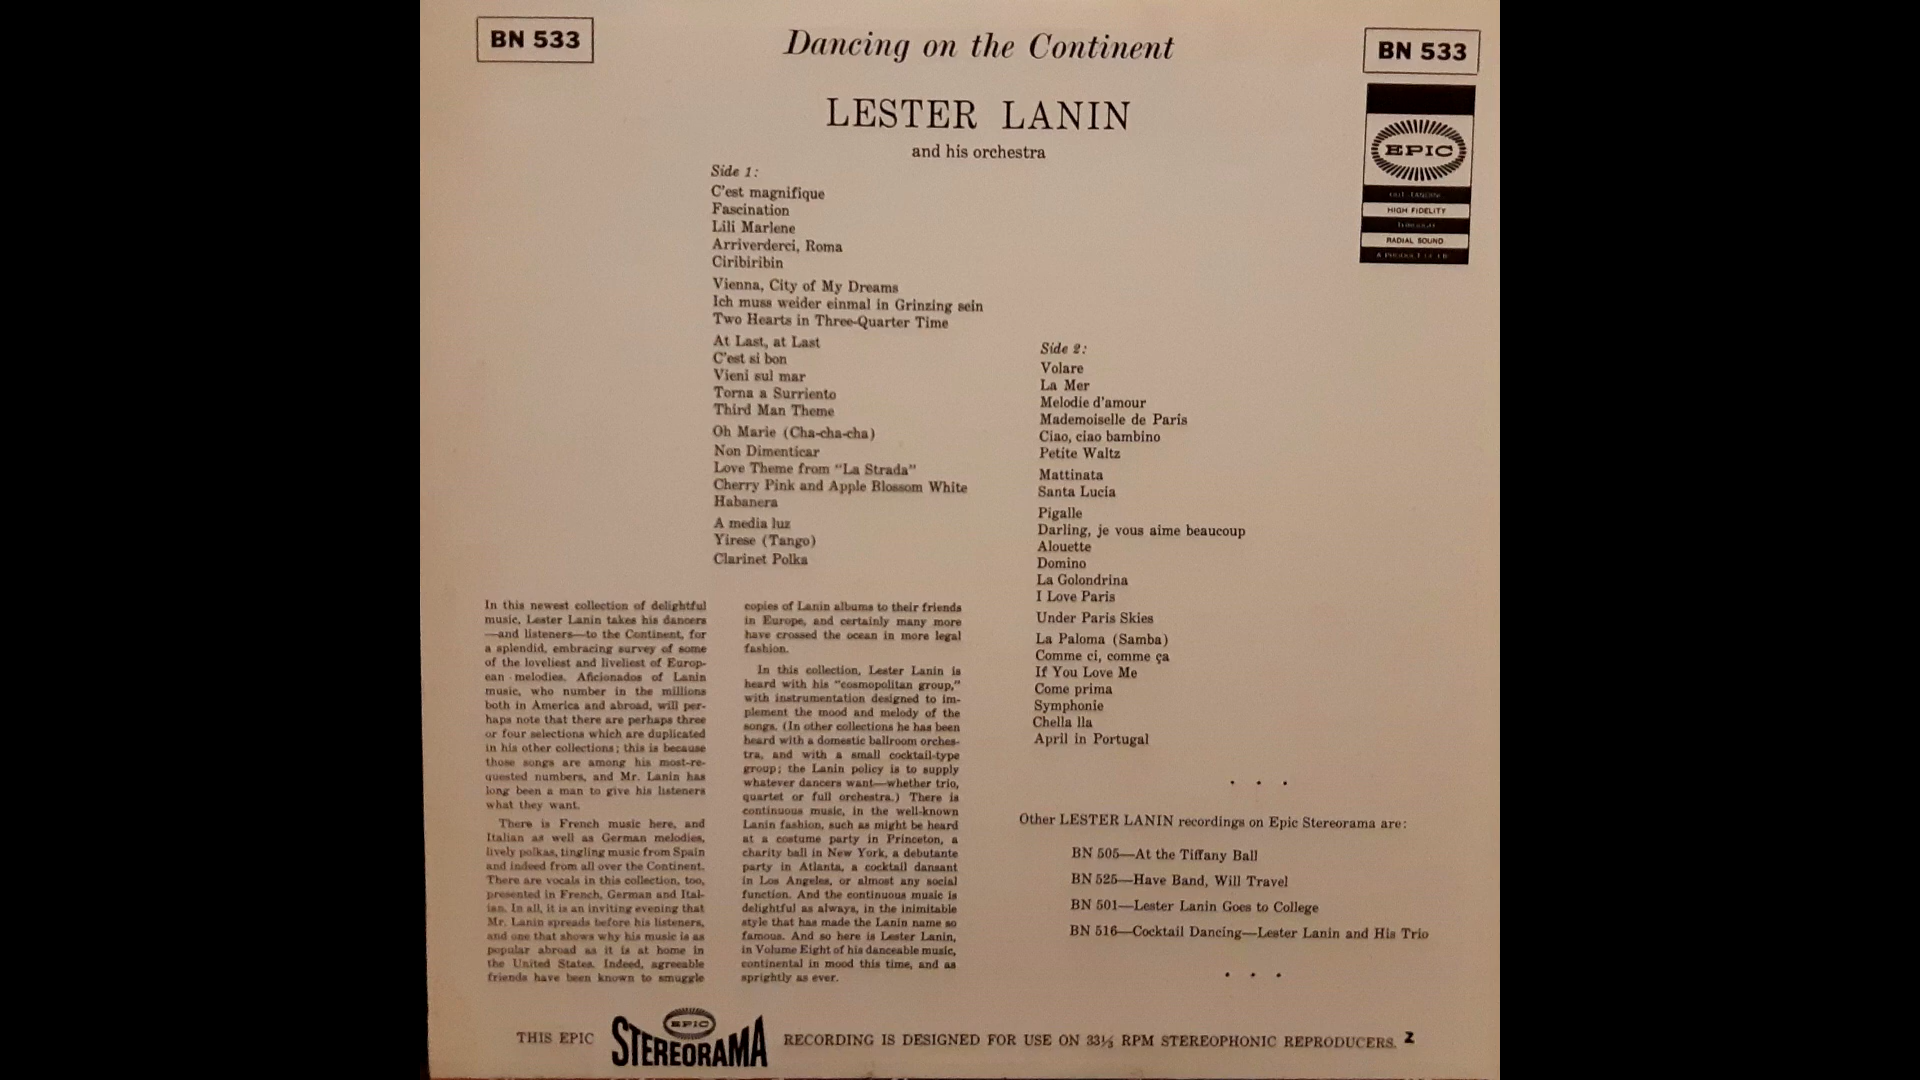 BN 533
Dancing on the Continent
BN 533
LESTER LANIN
and his orchestra
EPIC
HIGH FIDELITY
THROUGH
RADIAL SOUND
Side 1:
C'est magnifique
Fascination
Lili Marlene
Arriverderci, Roma
Ciribiribin
Vienna, City of My Dreams
Ich muss weider einmal in Grinzing sein
Two Hearts in Three-Quarter Time
At Last, at Last
C'est si bon
Vieni sul mar
Torna a Surriento
Third Man Theme
Oh Marie (Cha-cha-cha)
Non Dimenticar
Love Theme from "La Strada"
Cherry Pink and Apple Blossom White
Habanera
A media luz
Yirese (Tango)
Clarinet Polka
Side 2:
Volare
La Mer
Melodie d'amour
Mademoiselle de Paris
Ciao, ciao bambino
Petite Waltz
Mattinata
Santa Lucia
Pigalle
Darling, je vous aime beaucoup
Alouette
Domino
La Golondrina
I Love Paris
Under Paris Skies
La Paloma (Samba)
Comme ci, comme ça
If You Love Me
Come prima
Symphonie
Chella lla
April in Portugal
In this newest collection of delightful
music, Lester Lanin takes his dancers
—and listeners—to the Continent, for
a splendid, embracing survey of some
of the loveliest and liveliest of Europ-
ean melodies. Aficionados of Lanin
music, who number in the millions
both in America and abroad, will per-
haps note that there are perhaps three
or four selections which are duplicated
in his other collections; this is because
those songs are among his most-re-
quested numbers, and Mr. Lanin has
long been a man to give his listeners
what they want.
There is French music here, and
Italian as well as German melodies,
lively polkas, tingling music from Spain
and indeed from all over the Continent.
There are vocals in this collection, too,
presented in French, German and Ital-
ian. In all, it is an inviting evening that
Mr. Lanin spreads before his listeners,
and one that shows why his music is as
popular abroad as it is at home in
the United States. Indeed, agreeable
friends have been known to smuggle
copies of Lanin albums to their friends
in Europe, and certainly many more
have crossed the ocean in more legal
fashion.
In this collection, Lester Lanin is
heard with his "cosmopolitan group,"
with instrumentation designed to im-
plement the mood and melody of the
songs. (In other collections he has been
heard with a domestic ballroom orches-
tra, and with a small cocktail-type
group; the Lanin policy is to supply
whatever dancers want—whether trio,
quartet or full orchestra.) There is
continuous music, in the well-known
Lanin fashion, such as might be heard
at a costume party in Princeton, a
charity ball in New York, a debutante
party in Atlanta, a cocktail dansant
in Los Angeles, or almost any social
function. And the continuous music is
delightful as always, in the inimitable
style that has made the Lanin name so
famous. And so here is Lester Lanin,
in Volume Eight of his danceable music,
continental in mood this time, and as
sprightly as ever.
. . .
Other LESTER LANIN recordings on Epic Stereorama are:
BN 505—At the Tiffany Ball
BN 525—Have Band, Will Travel
BN 501—Lester Lanin Goes to College
BN 516—Cocktail Dancing—Lester Lanin and His Trio
. . .
THIS EPIC
EPIC
STEREORAMA
RECORDING IS DESIGNED FOR USE ON 33⅓ RPM STEREOPHONIC REPRODUCERS. Z